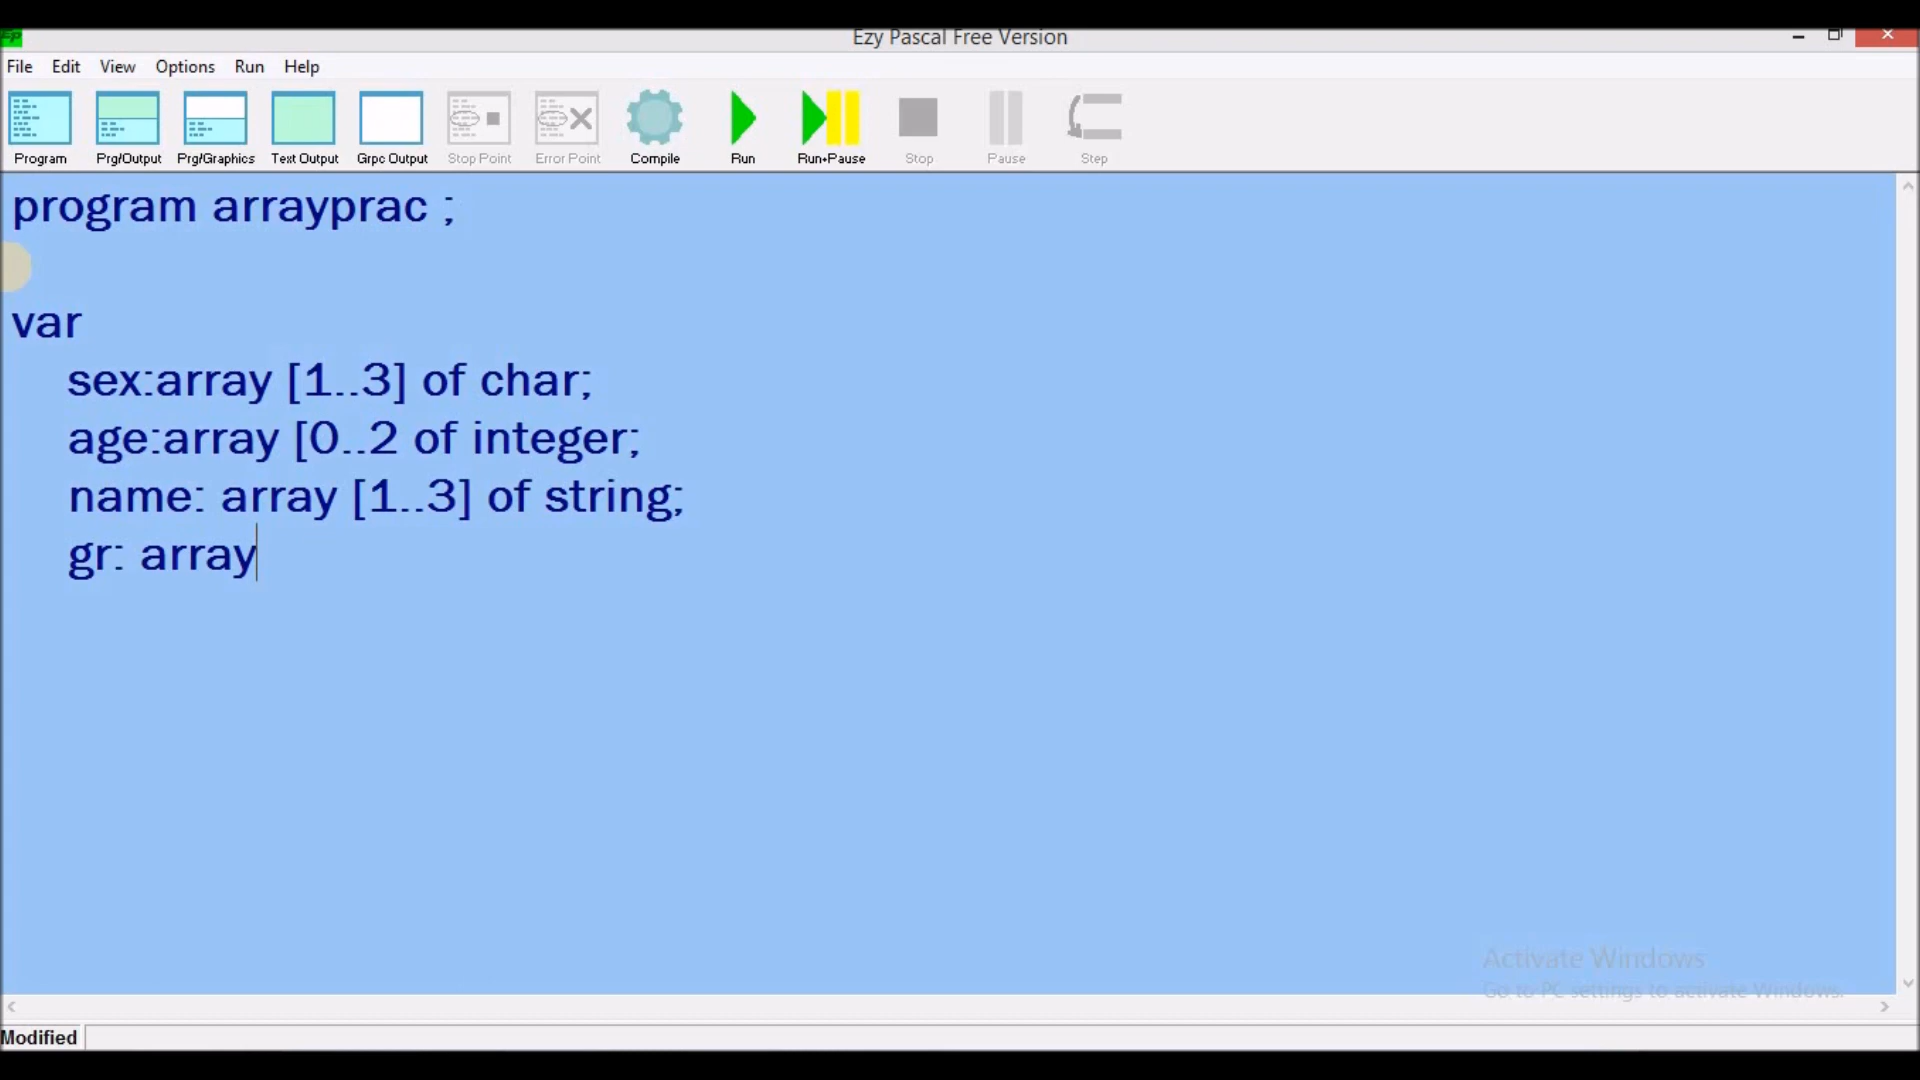 Ezy Pascal Free Version
File Edit View Options Run Help
Program Prg/Output Prg/Graphics Text Output Grpc Output Stop Point Error Point Compile Run Run+Pause Stop Pause Step
program arrayprac ;
var
sex:array [1..3] of char;
age:array [0..2 of integer;
name: array [1..3] of string;
gr: array
Activate Windows
Go to PC settings to activate Windows.
Modified